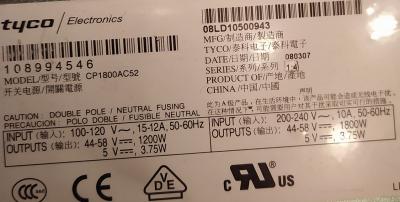 tyco / Electronics
108994546
MODEL/型号/型號 CP1800AC52
开关电源/開關電源
08LD10500943
MFG/制造商/製造商
TYCO/泰科电子/泰科電子
DATE/日期/日期 080307
SERIES/系列/系列 1:4
PRODUCT OF/产地/產地
CHINA/中国/中國
CAUTION: DOUBLE POLE / NEUTRAL FUSING
PRECAUCION: POLO DOBLE / NEUTRAL FUSING
INPUT (输入): 100-120 V~, 15-12A, 50-60Hz
OUTPUTS (输出): 44-58 V, 1200W
5 V, 3.75W
INPUT (输入): 200-240 V~, 10A, 50-60Hz
OUTPUTS (输出): 44-58 V, 1800W
5 V, 3.75W
CCC
CE
VDE
c UR US